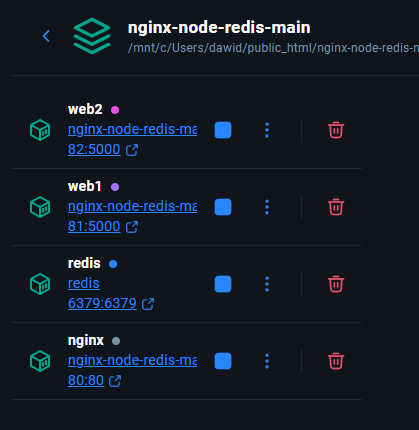 nginx-node-redis-main
/mnt/c/Users/dawid/public_html/nginx-node-redis-n
web2
nginx-node-redis-ma
82:5000
web1
nginx-node-redis-ma
81:5000
redis
redis
6379:6379
nginx
nginx-node-redis-ma
80:80